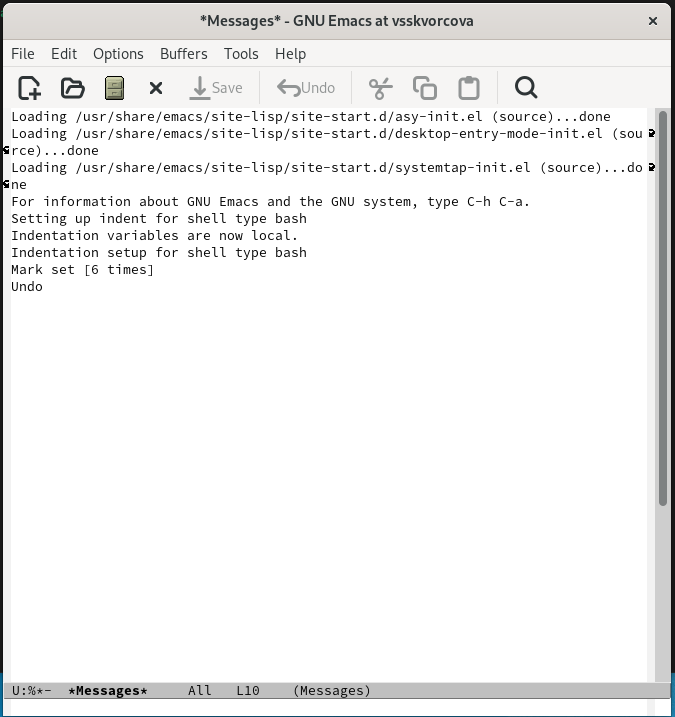 *Messages* - GNU Emacs at vsskvorcova
File Edit Options Buffers Tools Help
Save Undo
Loading /usr/share/emacs/site-lisp/site-start.d/asy-init.el (source)...done
Loading /usr/share/emacs/site-lisp/site-start.d/desktop-entry-mode-init.el (sou
rce)...done
Loading /usr/share/emacs/site-lisp/site-start.d/systemtap-init.el (source)...do
ne
For information about GNU Emacs and the GNU system, type C-h C-a.
Setting up indent for shell type bash
Indentation variables are now local.
Indentation setup for shell type bash
Mark set [6 times]
Undo
U:%*- *Messages* All L10 (Messages)